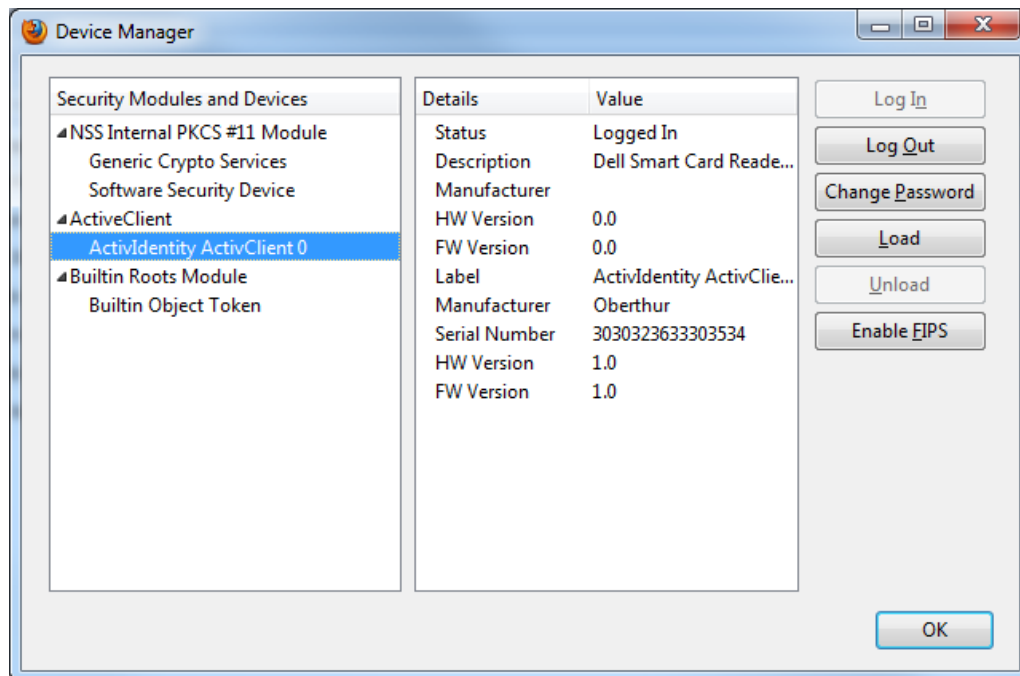 Device Manager
Security Modules and Devices
NSS Internal PKCS #11 Module
Generic Crypto Services
Software Security Device
ActiveClient
ActivIdentity ActivClient 0
Builtin Roots Module
Builtin Object Token
Details Value
Status Logged In
Description Dell Smart Card Reade...
Manufacturer
HW Version 0.0
FW Version 0.0
Label ActivIdentity ActivClie...
Manufacturer Oberthur
Serial Number 3030323633303534
HW Version 1.0
FW Version 1.0
Log In
Log Out
Change Password
Load
Unload
Enable FIPS
OK